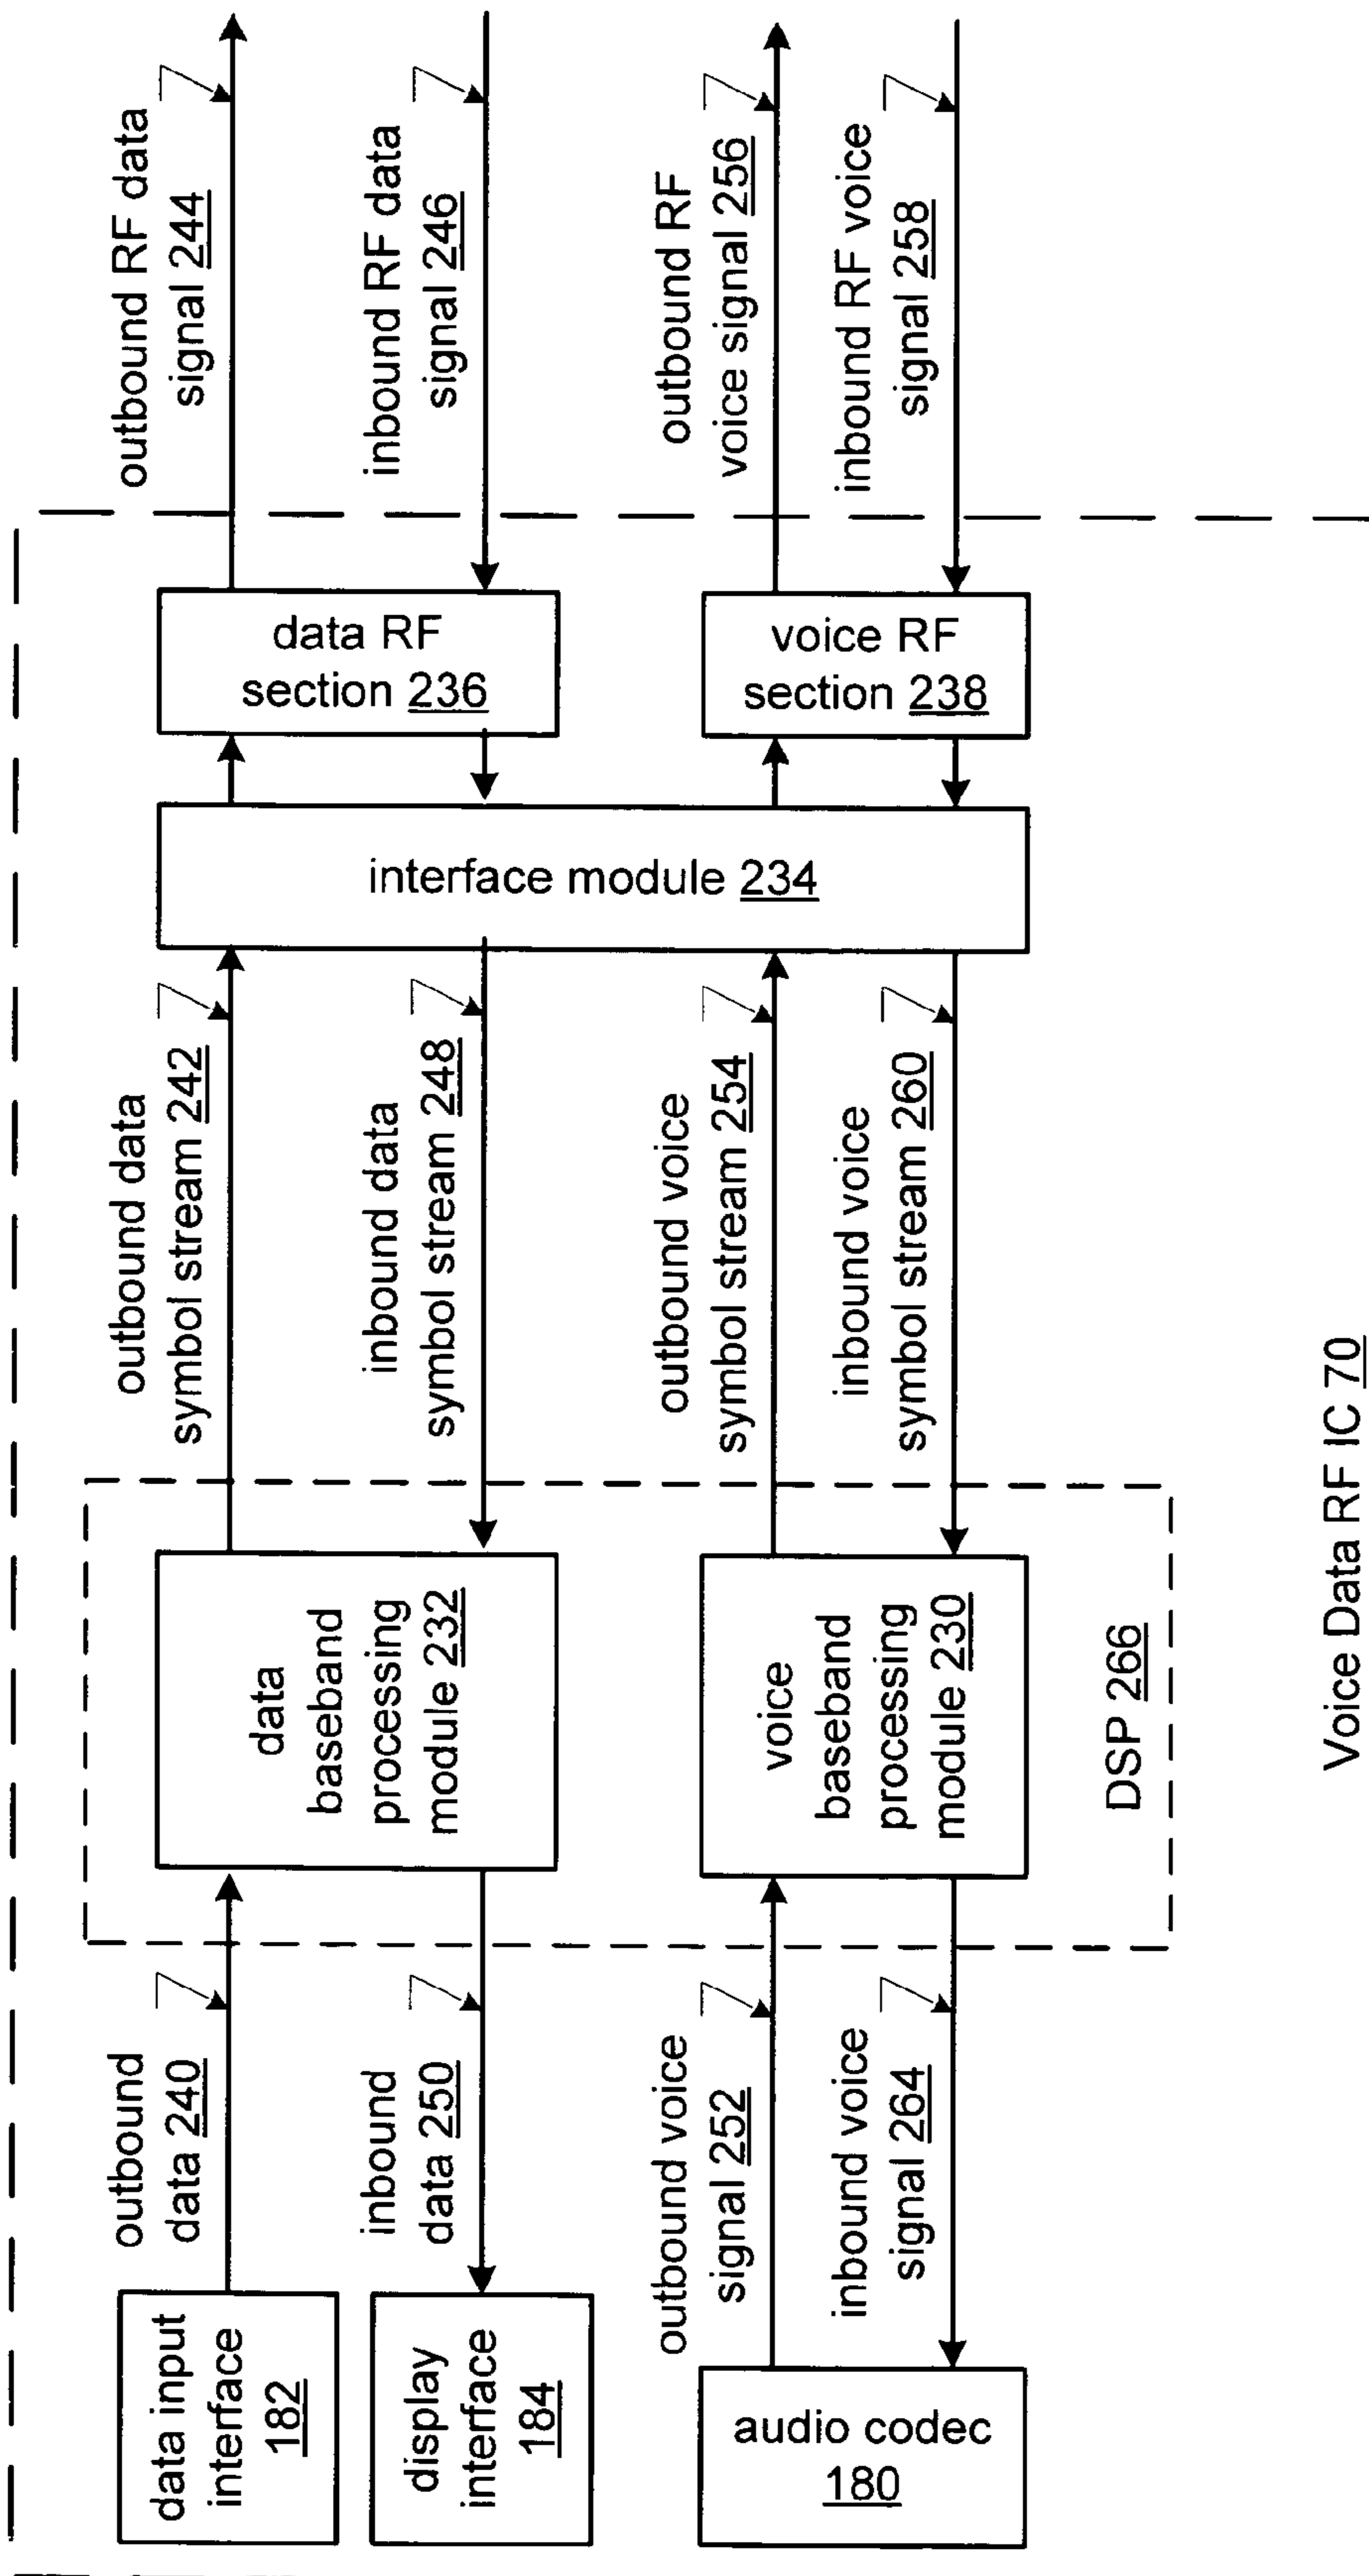 data input
interface
182
display
interface
184
audio codec
180
outbound
data 240
inbound
data 250
outbound voice
signal 252
inbound voice
signal 264
data
baseband
processing
module 232
voice
baseband
processing
module 230
DSP 266
outbound data
symbol stream 242
inbound data
symbol stream 248
outbound voice
symbol stream 254
inbound voice
symbol stream 260
interface module 234
data RF
section 236
voice RF
section 238
outbound RF data
signal 244
inbound RF data
signal 246
outbound RF
voice signal 256
inbound RF voice
signal 258
Voice Data RF IC 70